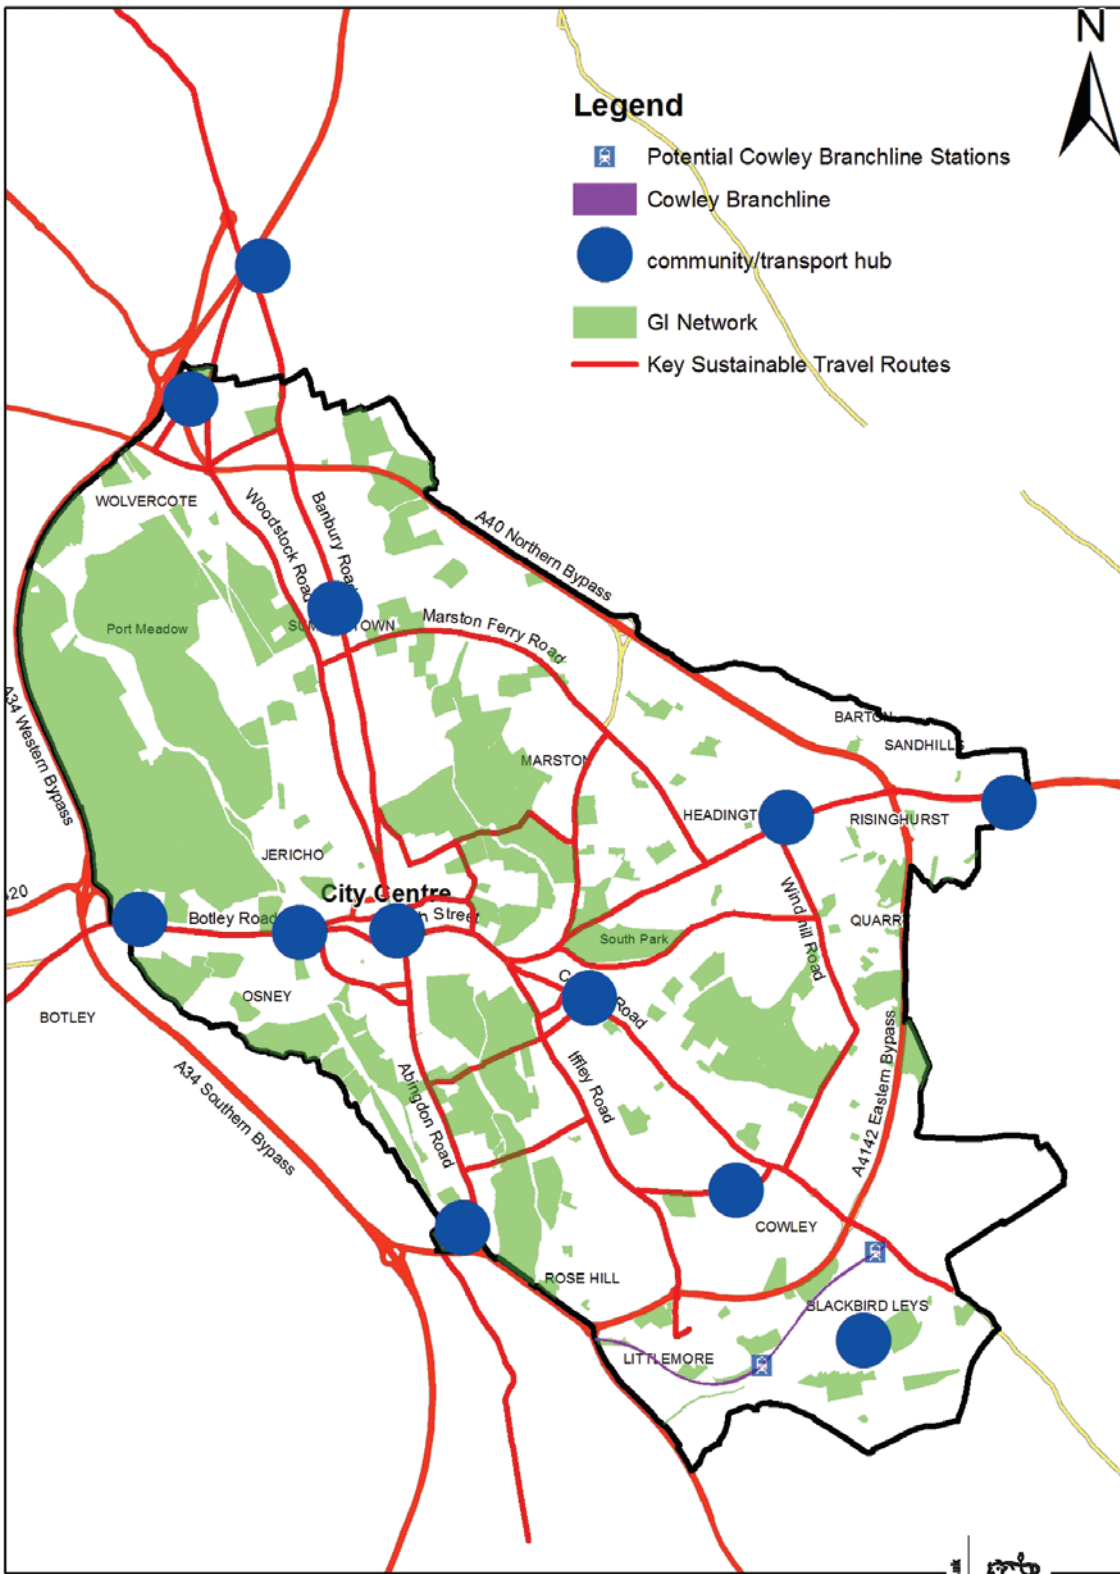 N
Legend
Potential Cowley Branchline Stations
Cowley Branchline
community/transport hub
GI Network
Key Sustainable Travel Routes
WOLVERCOTE
Woodstock Road
Banbury Road
A40 Northern Bypass
Port Meadow
Marston Ferry Road
A34 Western Bypass
BARTON
SANDHILLS
MARSTON
HEADINGT
RISINGHURST
JERICHO
City Centre
Botley Road
Street
Windmill Road
QUARRY
South Park
OSNEY
Road
BOTLEY
A34 Southern Bypass
Abingdon Road
Iffley Road
A4142 Eastern Bypass
COWLEY
ROSE HILL
BLACKBIRD LEYS
LITTLEMORE